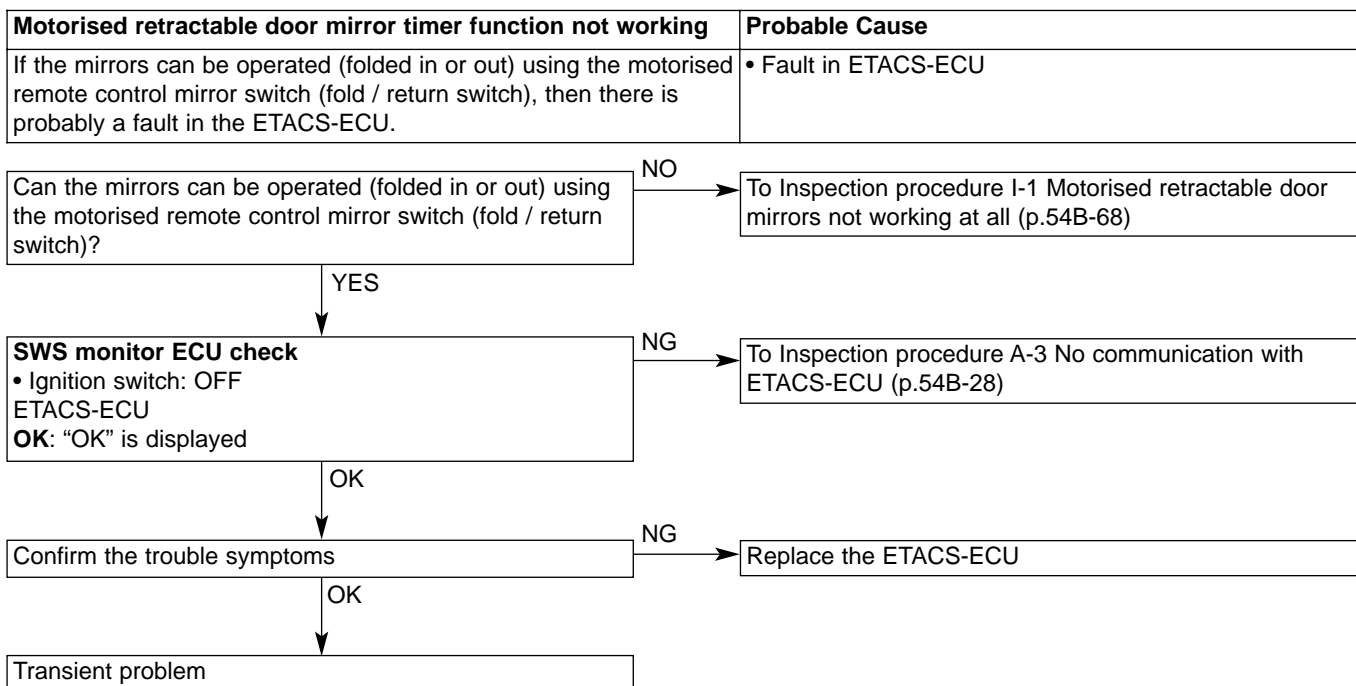 Motorised retractable door mirror timer function not working
Probable Cause
If the mirrors can be operated (folded in or out) using the motorised
remote control mirror switch (fold / return switch), then there is
probably a fault in the ETACS-ECU.
• Fault in ETACS-ECU
Can the mirrors can be operated (folded in or out) using
the motorised remote control mirror switch (fold / return
switch)?
NO
To Inspection procedure I-1 Motorised retractable door
mirrors not working at all (p.54B-68)
YES
SWS monitor ECU check
• Ignition switch: OFF
ETACS-ECU
OK: “OK” is displayed
NG
To Inspection procedure A-3 No communication with
ETACS-ECU (p.54B-28)
OK
Confirm the trouble symptoms
NG
Replace the ETACS-ECU
OK
Transient problem